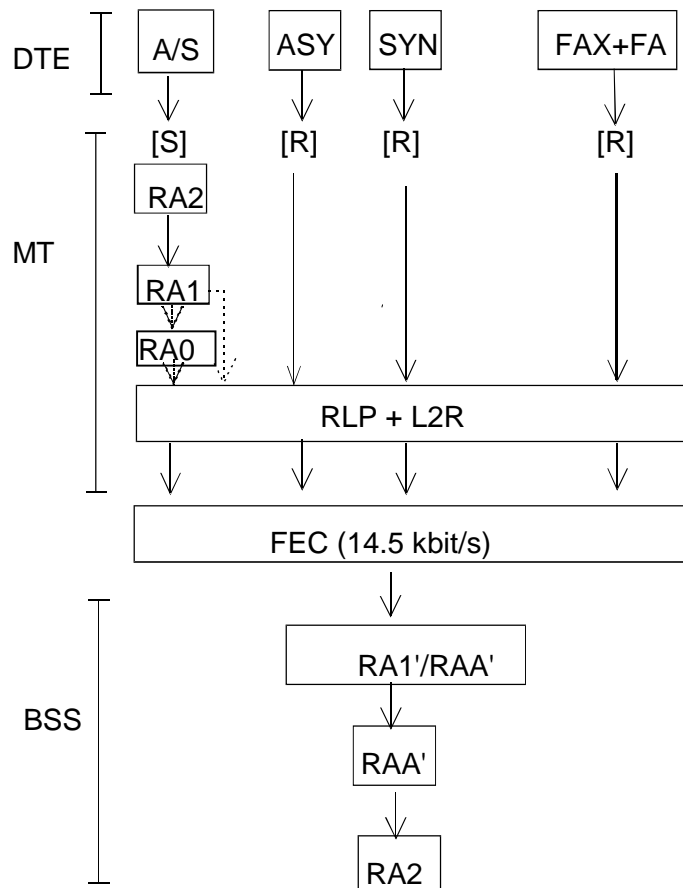 DTE A/S ASY SYN FAX+FA
[S] [R] [R] [R]
RA2
MT
RA1
RA0
RLP + L2R
FEC (14.5 kbit/s)
RA1'/RAA'
BSS
RAA'
RA2